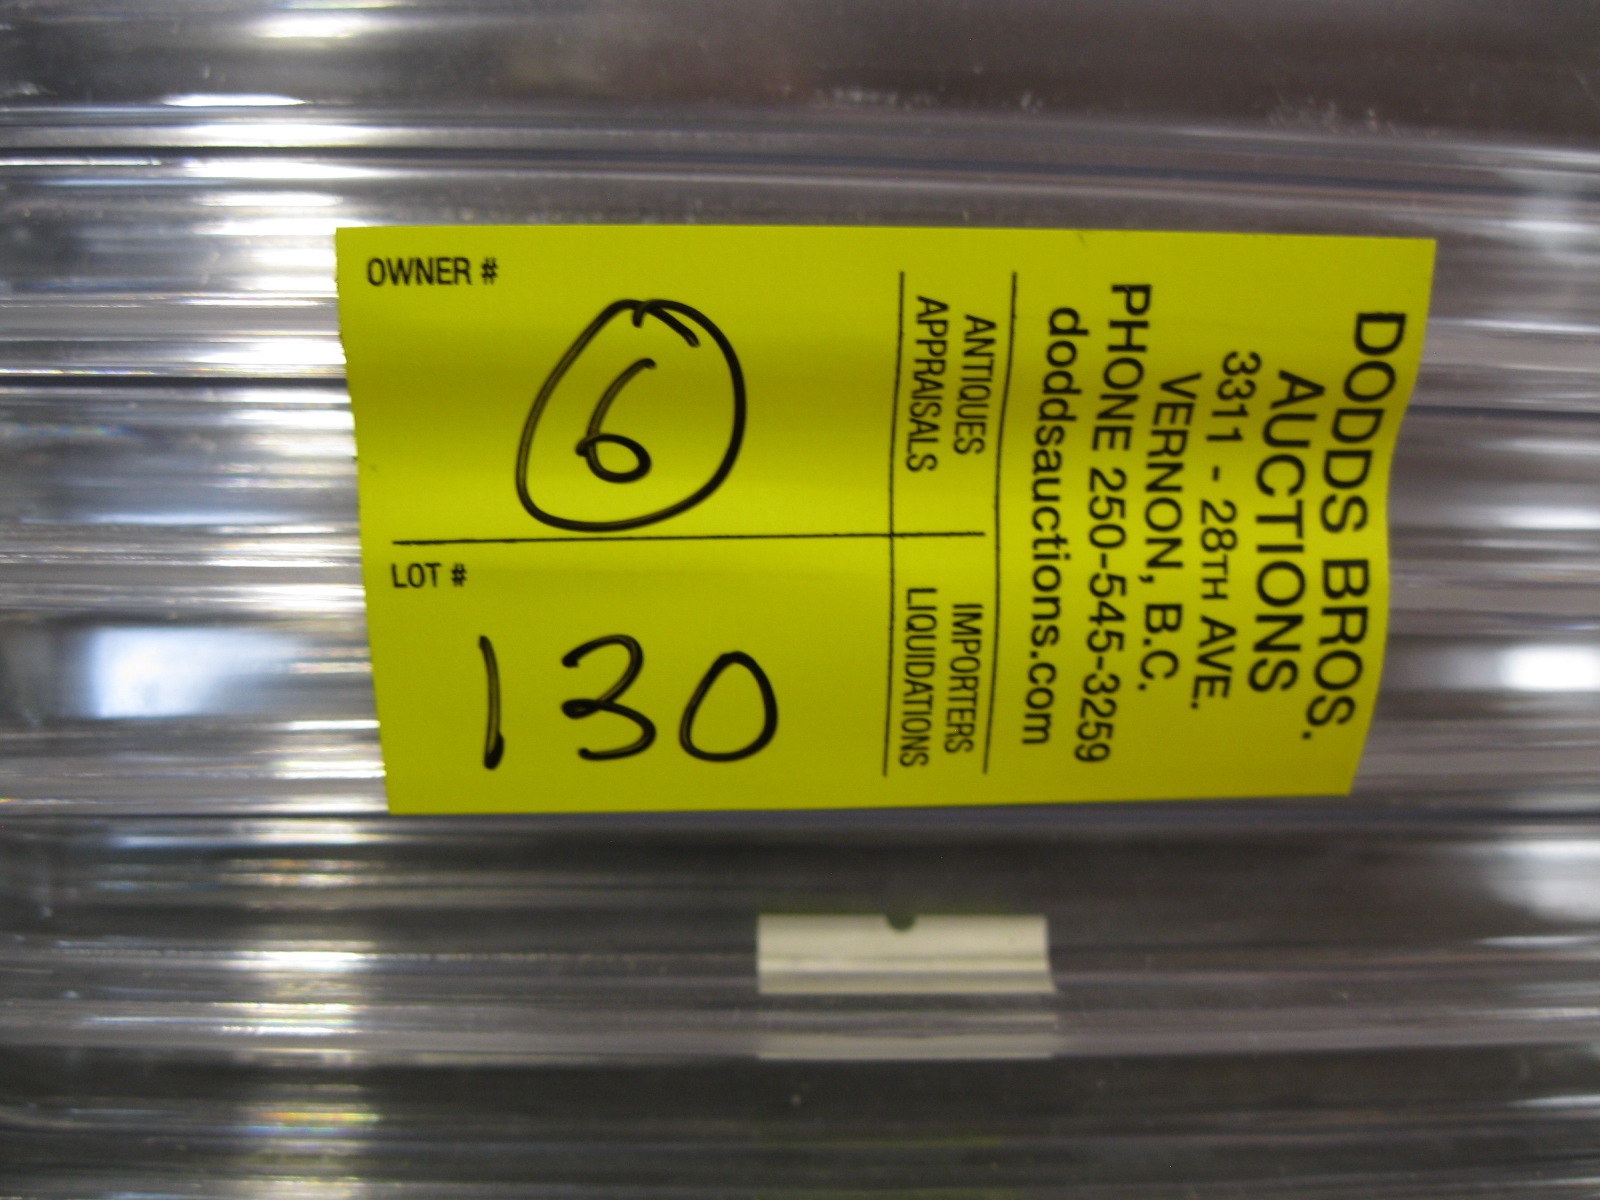 DODDS BROS.
AUCTIONS
3311 - 28TH AVE.
VERNON, B.C.
PHONE 250-545-3259
doddsauctions.com
ANTIQUES IMPORTERS
APPRAISALS LIQUIDATIONS
OWNER #
6
LOT #
130